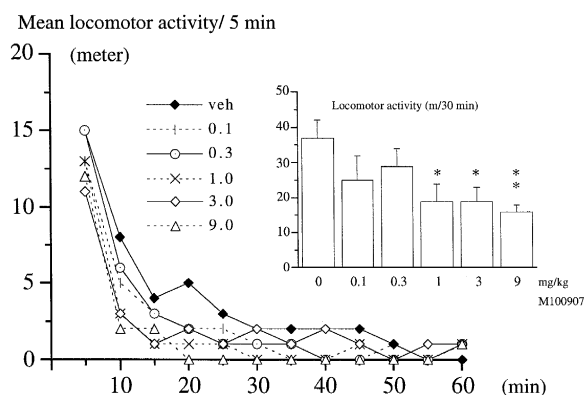 Mean locomotor activity/ 5 min
20 (meter)
15
10
5
0
10 20 30 40 50 60 (min)
veh
0.1
0.3
1.0
3.0
9.0
Locomotor activity (m/30 min)
50
40
30
20
10
0
* * * *
0 0.1 0.3 1 3 9 mg/kg
M100907